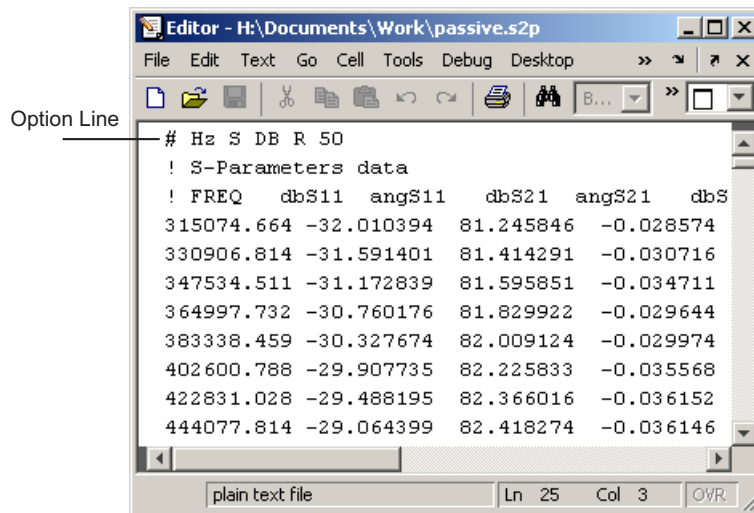 Editor - H:\Documents\Work\passive.s2p
File Edit Text Go Cell Tools Debug Desktop »
B... »
Option Line
# Hz S DB R 50
! S-Parameters data
! FREQ dbS11 angS11 dbS21 angS21 dbS
315074.664 -32.010394 81.245846 -0.028574
330906.814 -31.591401 81.414291 -0.030716
347534.511 -31.172839 81.595851 -0.034711
364997.732 -30.760176 81.829922 -0.029644
383338.459 -30.327674 82.009124 -0.029974
402600.788 -29.907735 82.225833 -0.035568
422831.028 -29.488195 82.366016 -0.036152
444077.814 -29.064399 82.418274 -0.036146
plain text file Ln 25 Col 3 OVR